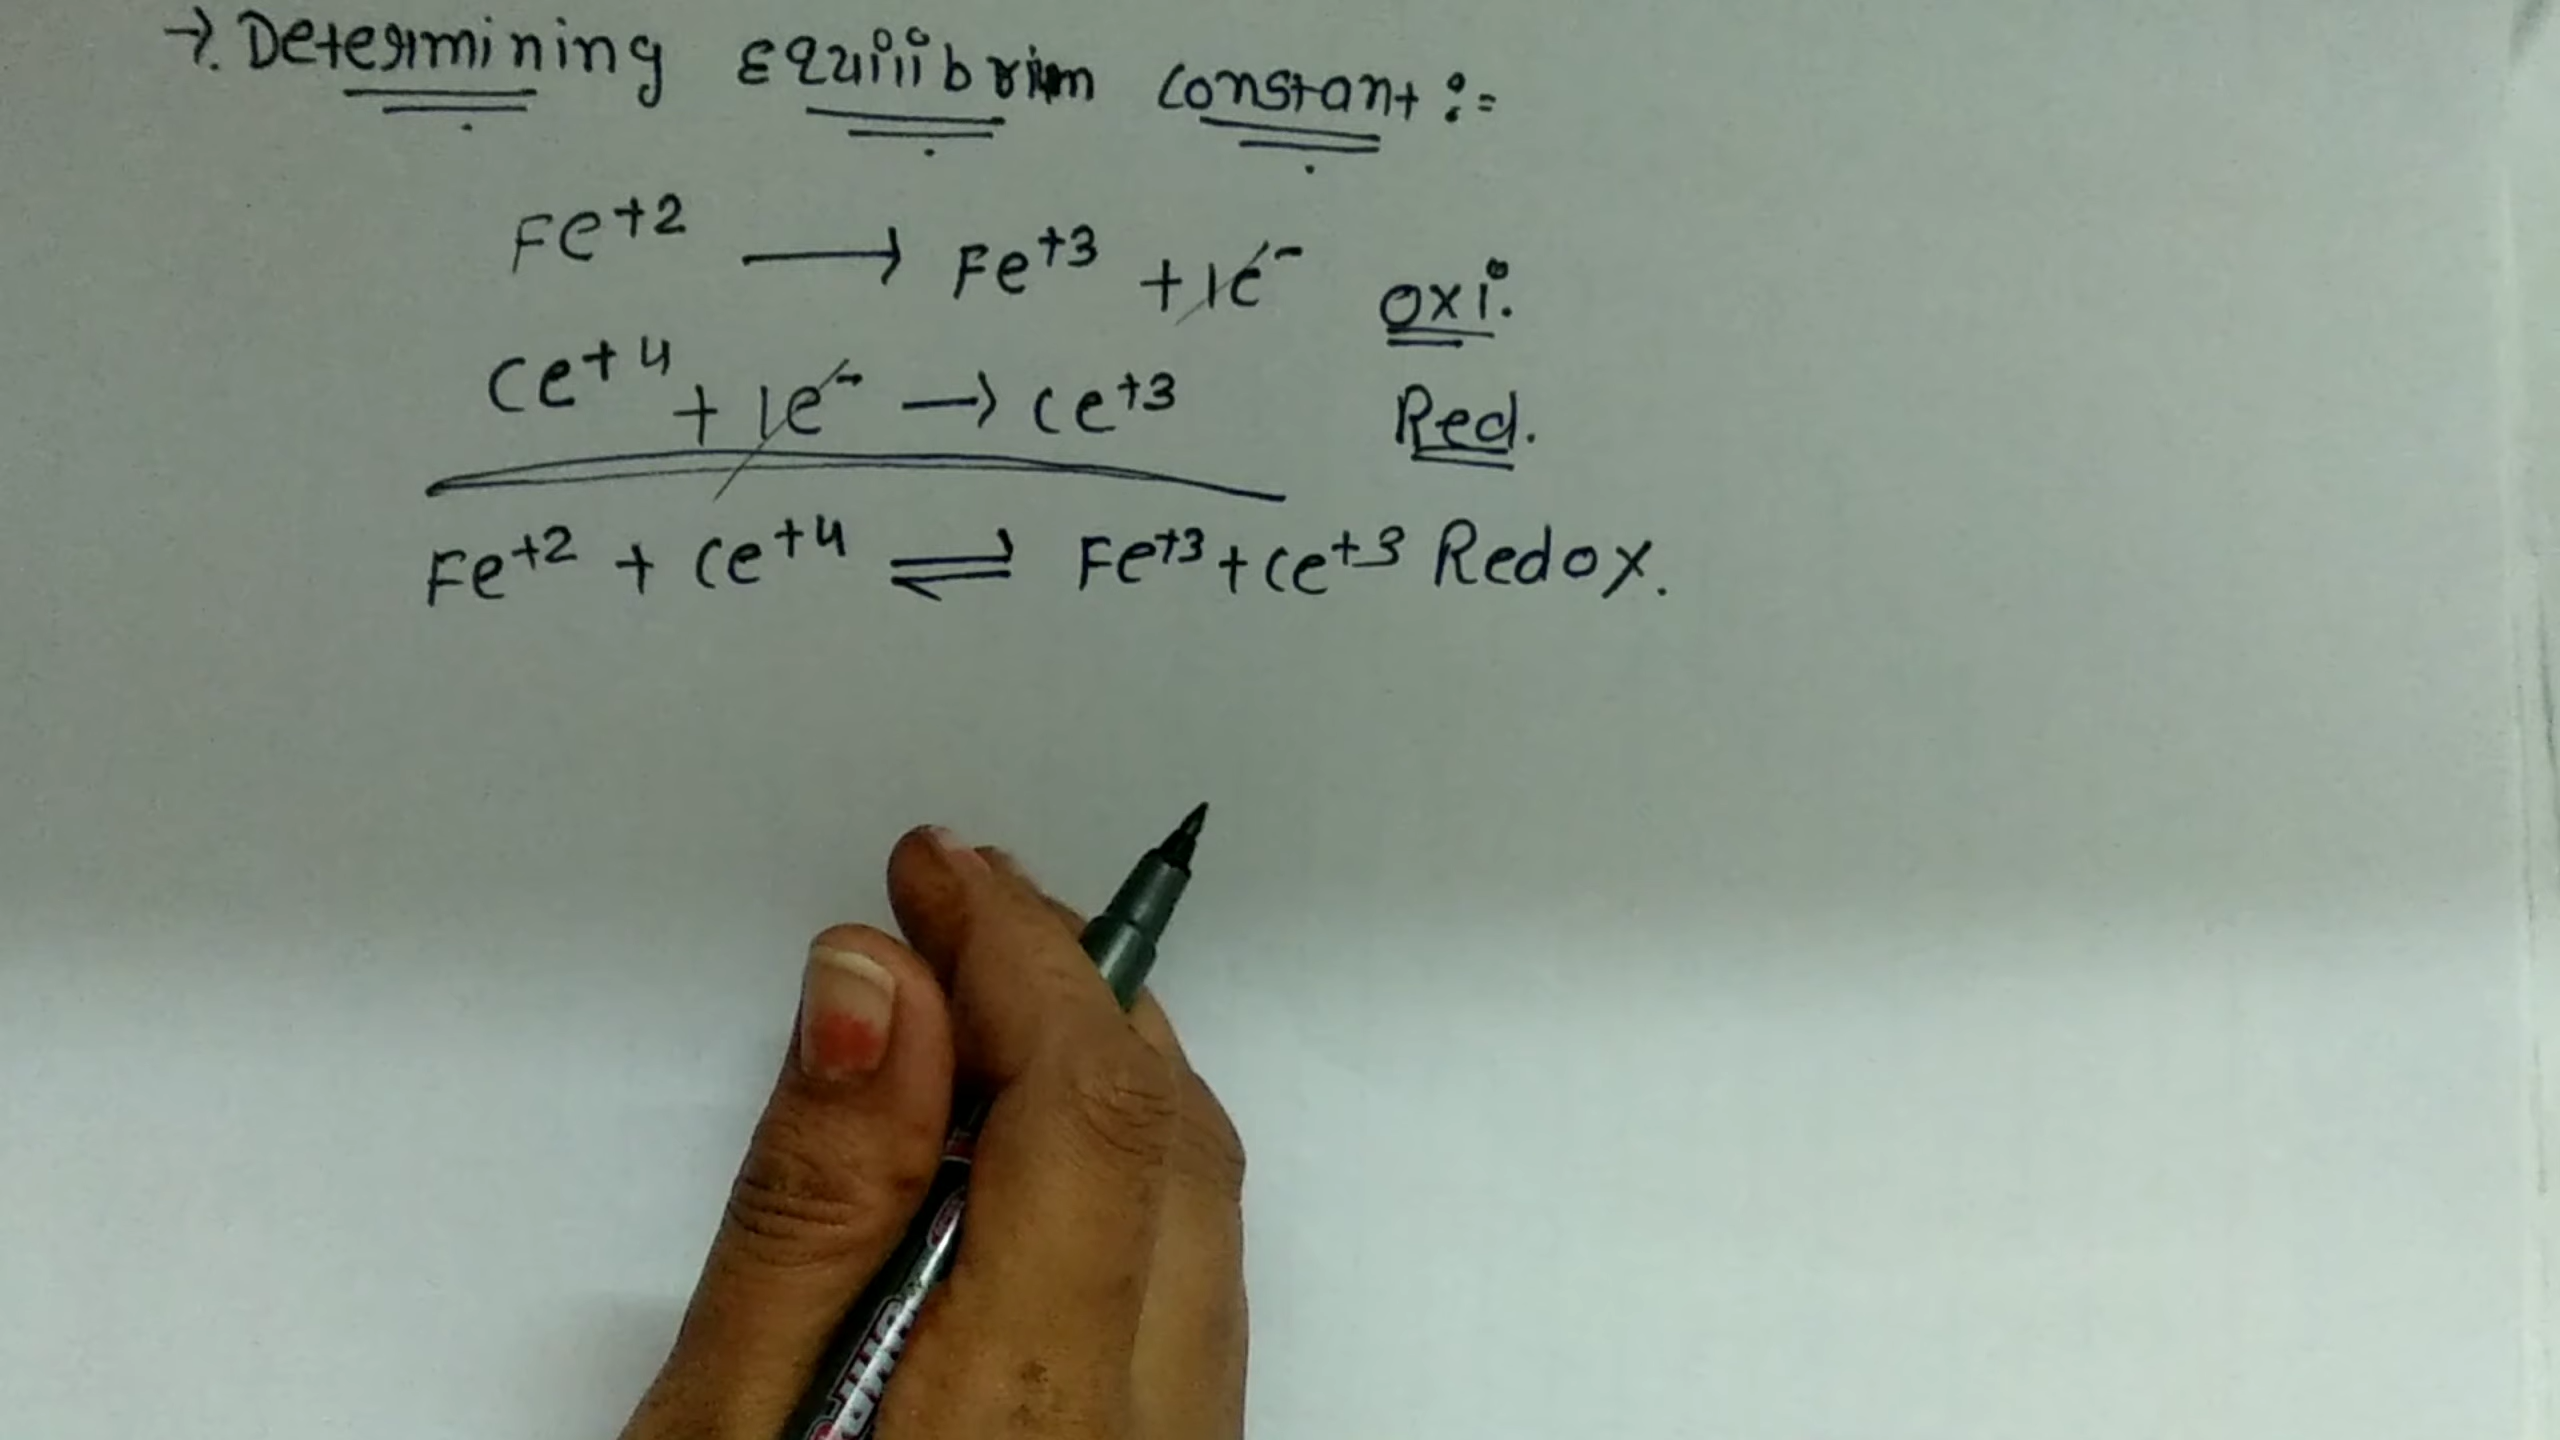 →. Determining equilibrim constant :=
Fe+2 → Fe+3 + 1e- oxi.
Ce+4 + 1e- → Ce+3 Red.
Fe+2 + Ce+4 ⇌ Fe+3 + Ce+3 Redox.